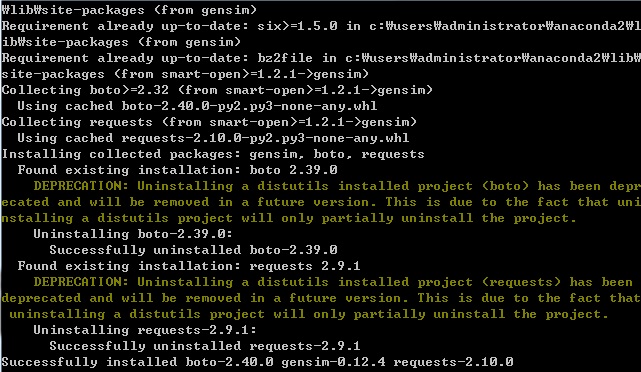 ₩lib₩site-packages (from gensim)
Requirement already up-to-date: six>=1.5.0 in c:₩users₩administrator₩anaconda2₩l
ib₩site-packages (from gensim)
Requirement already up-to-date: bz2file in c:₩users₩administrator₩anaconda2₩lib₩
site-packages (from smart-open>=1.2.1->gensim)
Collecting boto>=2.32 (from smart-open>=1.2.1->gensim)
  Using cached boto-2.40.0-py2.py3-none-any.whl
Collecting requests (from smart-open>=1.2.1->gensim)
  Using cached requests-2.10.0-py2.py3-none-any.whl
Installing collected packages: gensim, boto, requests
  Found existing installation: boto 2.39.0
    DEPRECATION: Uninstalling a distutils installed project (boto) has been depr
ecated and will be removed in a future version. This is due to the fact that uni
nstalling a distutils project will only partially uninstall the project.
    Uninstalling boto-2.39.0:
      Successfully uninstalled boto-2.39.0
  Found existing installation: requests 2.9.1
    DEPRECATION: Uninstalling a distutils installed project (requests) has been
deprecated and will be removed in a future version. This is due to the fact that
 uninstalling a distutils project will only partially uninstall the project.
    Uninstalling requests-2.9.1:
      Successfully uninstalled requests-2.9.1
Successfully installed boto-2.40.0 gensim-0.12.4 requests-2.10.0